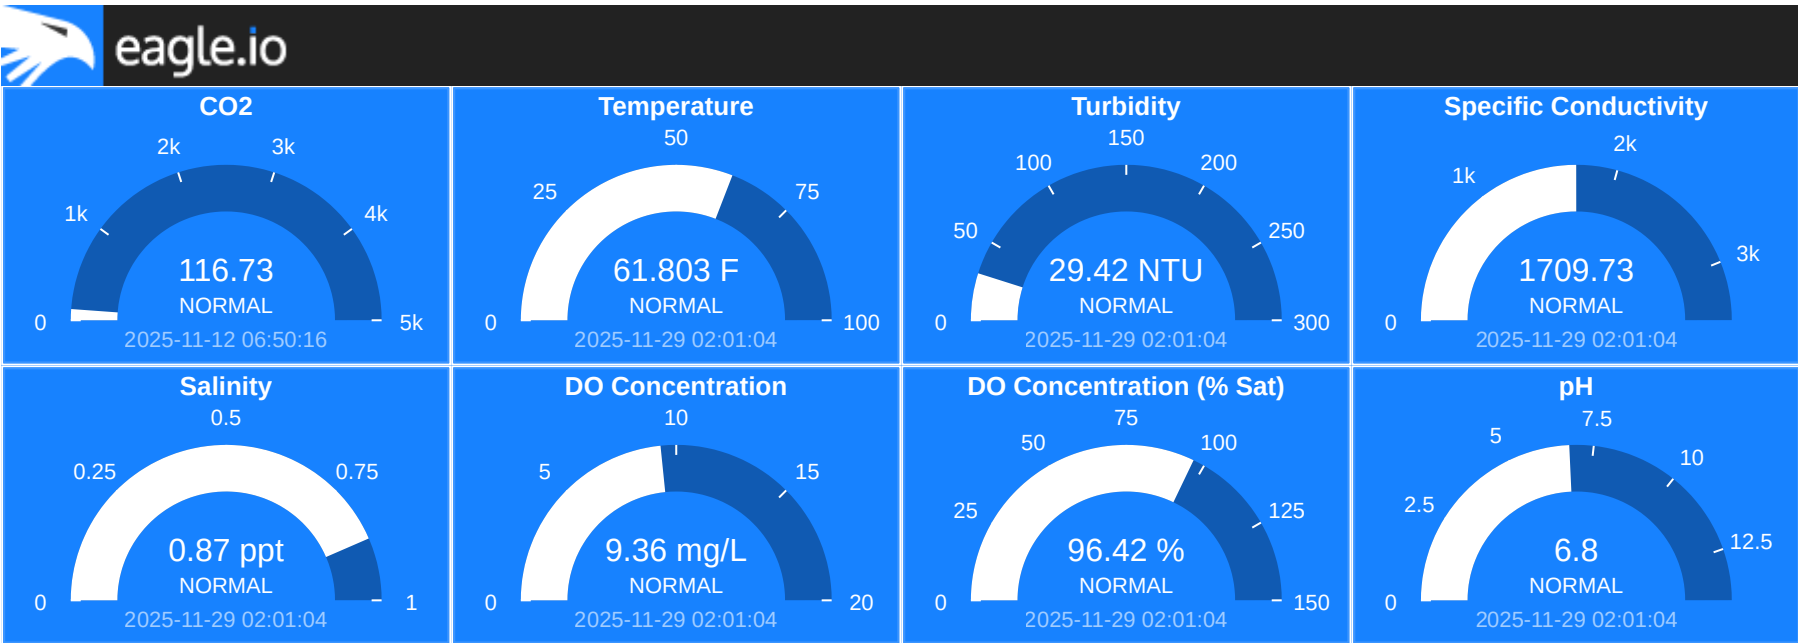 eagle.io
CO2
0
1k
2k
3k
4k
5k
116.73
NORMAL
2025-11-12 06:50:16
Temperature
0
25
50
75
100
61.803 F
NORMAL
2025-11-29 02:01:04
Turbidity
0
50
100
150
200
250
300
29.42 NTU
NORMAL
2025-11-29 02:01:04
Specific Conductivity
0
1k
2k
3k
1709.73
NORMAL
2025-11-29 02:01:04
Salinity
0
0.25
0.5
0.75
1
0.87 ppt
NORMAL
2025-11-29 02:01:04
DO Concentration
0
5
10
15
20
9.36 mg/L
NORMAL
2025-11-29 02:01:04
DO Concentration (% Sat)
0
25
50
75
100
125
150
96.42 %
NORMAL
2025-11-29 02:01:04
pH
0
2.5
5
7.5
10
12.5
6.8
NORMAL
2025-11-29 02:01:04